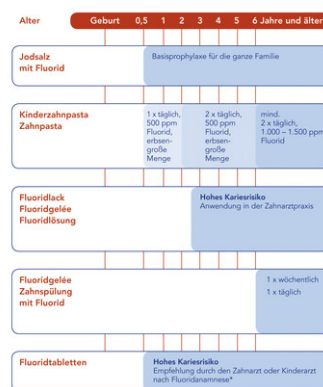 Alter Geburt 0,5 1 2 3 4 5 6 Jahre und älter
Jodsalz
mit Fluorid
Basisprophylaxe für die ganze Familie
Kinderzahnpasta
Zahnpasta
1 x täglich,
500 ppm
Fluorid,
erbsen-
große
Menge
2 x täglich,
500 ppm
Fluorid,
erbsen-
große
Menge
mind.
2 x täglich,
1.000 – 1.500 ppm
Fluorid
Fluoridlack
Fluoridgelée
Fluoridlösung
Hohes Kariesrisiko
Anwendung in der Zahnarztpraxis
Fluoridgelée
Zahnspülung
mit Fluorid
1 x wöchentlich
1 x täglich
Fluoridtabletten
Hohes Kariesrisiko
Empfehlung durch den Zahnarzt oder Kinderarzt
nach Fluoridanamnese*